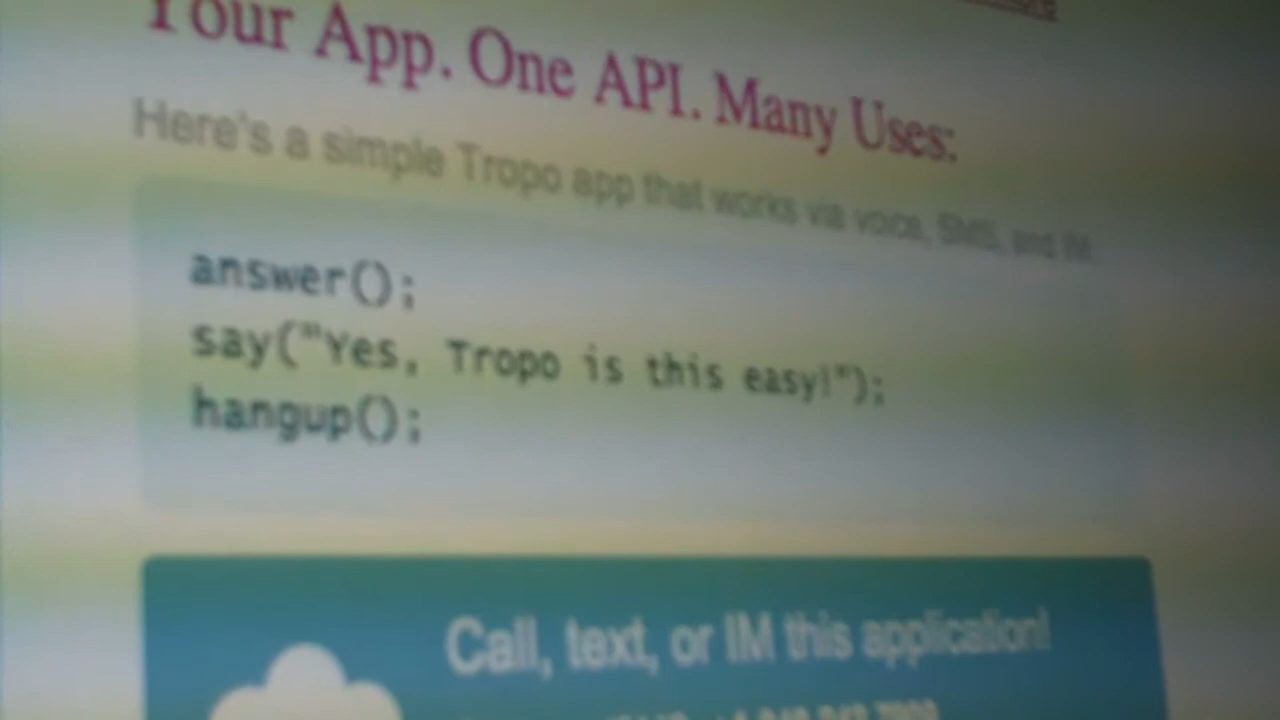 Your App. One API. Many Uses:
Here's a simple Tropo app that works via voice, SMS, and IM.
answer();
say("Yes, Tropo is this easy!");
hangup();
Call, text, or IM this application!